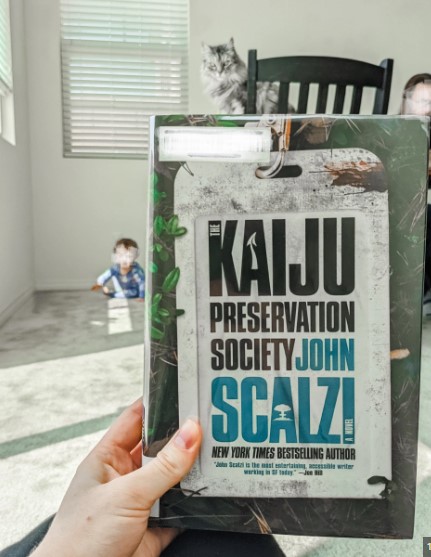 THE
KAIJU
PRESERVATION
SOCIETY JOHN
SCALZI
A NOVEL
NEW YORK TIMES BESTSELLING AUTHOR
"John Scalzi is the most entertaining, accessible writer
working in SF today." —Joe Hill
1